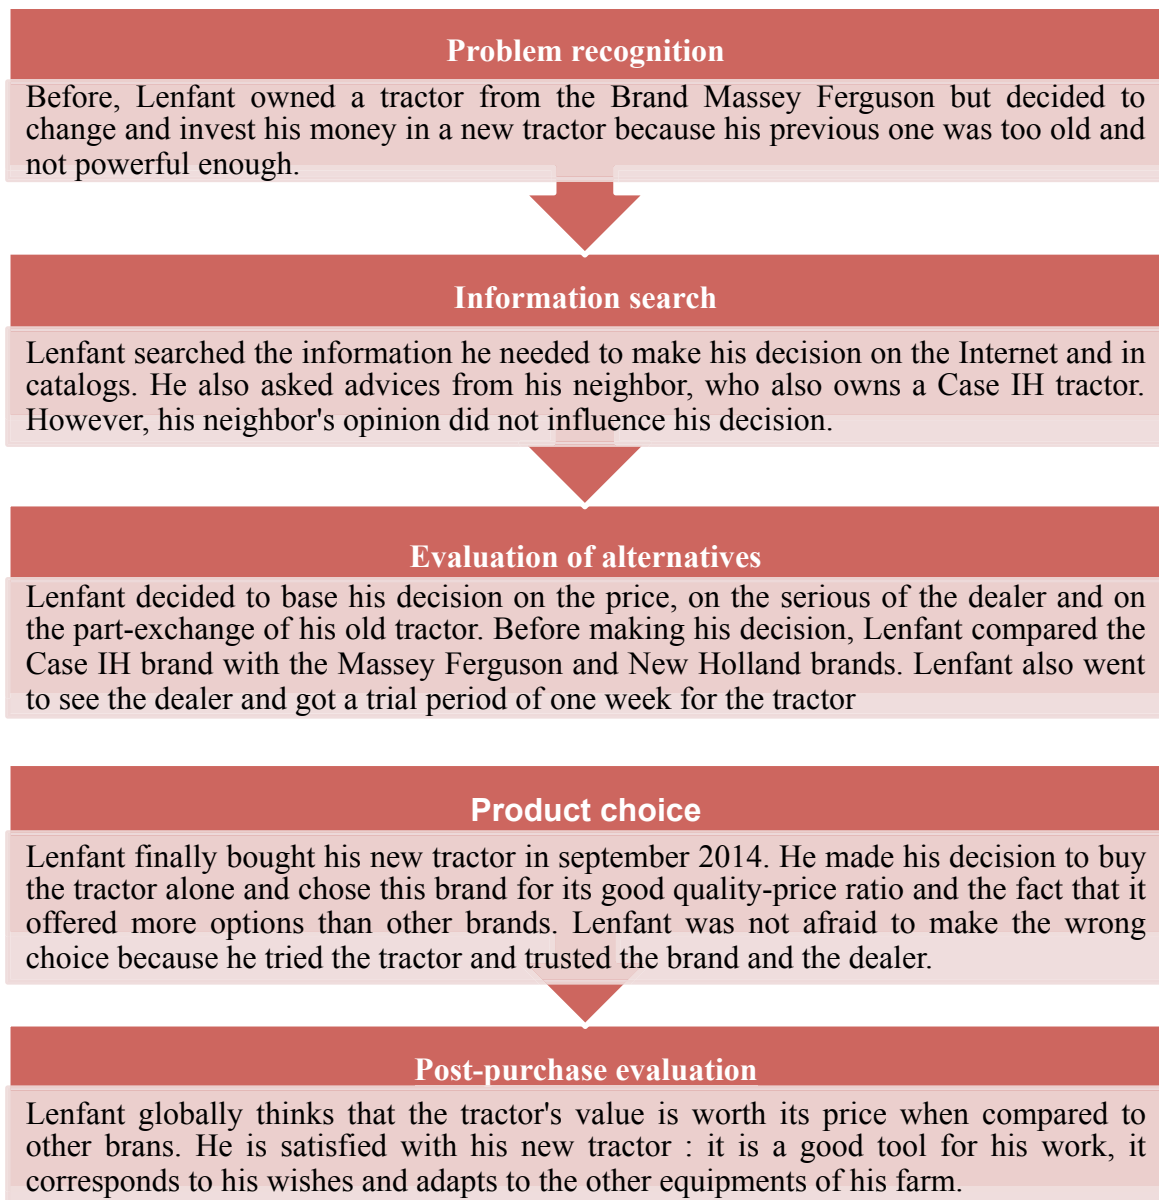 Problem recognition
Before, Lenfant owned a tractor from the Brand Massey Ferguson but decided to
change and invest his money in a new tractor because his previous one was too old and
not powerful enough.
Information search
Lenfant searched the information he needed to make his decision on the Internet and in
catalogs. He also asked advices from his neighbor, who also owns a Case IH tractor.
However, his neighbor's opinion did not influence his decision.
Evaluation of alternatives
Lenfant decided to base his decision on the price, on the serious of the dealer and on
the part-exchange of his old tractor. Before making his decision, Lenfant compared the
Case IH brand with the Massey Ferguson and New Holland brands. Lenfant also went
to see the dealer and got a trial period of one week for the tractor
Product choice
Lenfant finally bought his new tractor in september 2014. He made his decision to buy
the tractor alone and chose this brand for its good quality-price ratio and the fact that it
offered more options than other brands. Lenfant was not afraid to make the wrong
choice because he tried the tractor and trusted the brand and the dealer.
Post-purchase evaluation
Lenfant globally thinks that the tractor's value is worth its price when compared to
other brans. He is satisfied with his new tractor : it is a good tool for his work, it
corresponds to his wishes and adapts to the other equipments of his farm.